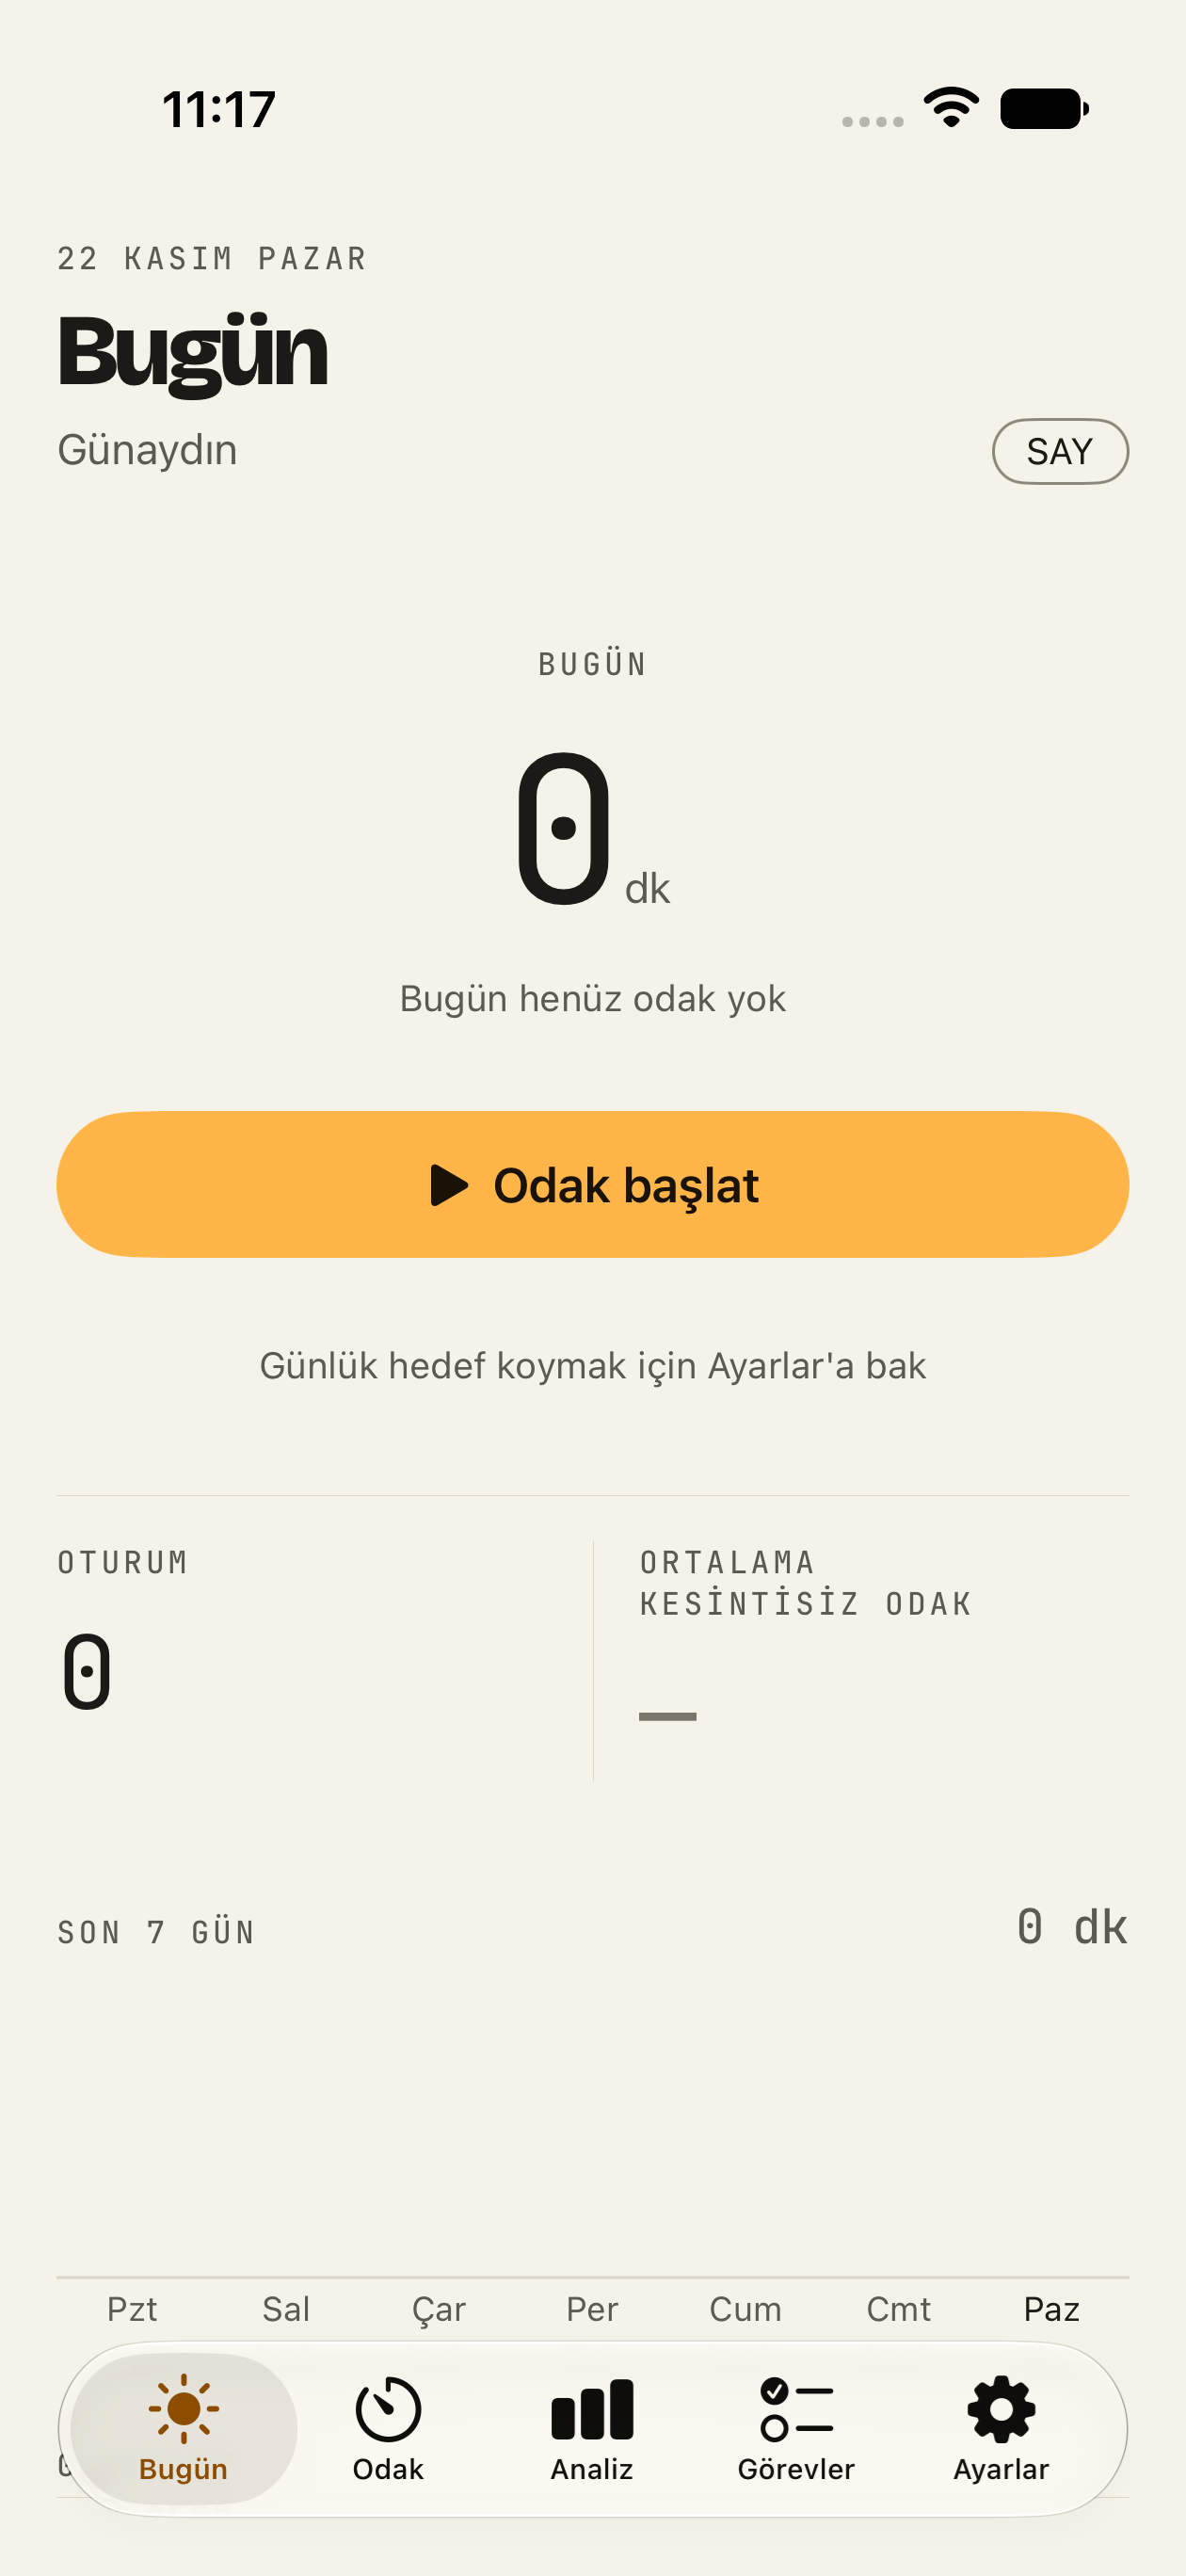 11:17
22 KASIM PAZAR
Bugün
Günaydın
SAY
BUGÜN
0 dk
Bugün henüz odak yok
Odak başlat
Günlük hedef koymak için Ayarlar'a bak
OTURUM
0
ORTALAMA
KESİNTİSİZ ODAK
—
SON 7 GÜN
0 dk
Pzt Sal Çar Per Cum Cmt Paz
Bugün Odak Analiz Görevler Ayarlar